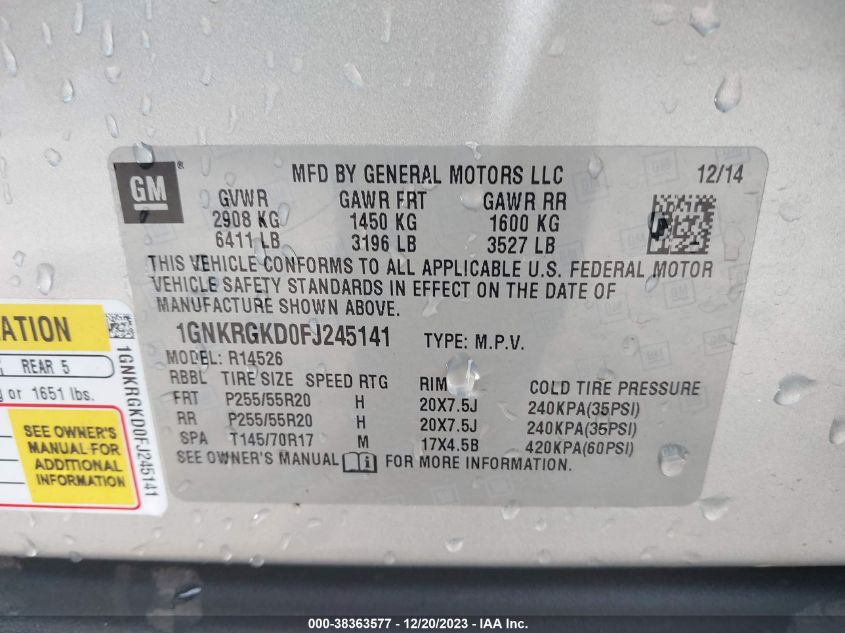 GM
®
MFD BY GENERAL MOTORS LLC 12/14
GVWR GAWR FRT GAWR RR
2908 KG 1450 KG 1600 KG
6411 LB 3196 LB 3527 LB
THIS VEHICLE CONFORMS TO ALL APPLICABLE U.S. FEDERAL MOTOR
VEHICLE SAFETY STANDARDS IN EFFECT ON THE DATE OF
MANUFACTURE SHOWN ABOVE.
1GNKRGKD0FJ245141 TYPE: M.P.V.
MODEL: R14526
RBBL TIRE SIZE SPEED RTG RIM COLD TIRE PRESSURE
FRT P255/55R20 H 20X7.5J 240KPA(35PSI)
RR P255/55R20 H 20X7.5J 240KPA(35PSI)
SPA T145/70R17 M 17X4.5B 420KPA(60PSI)
SEE OWNER'S MANUAL FOR MORE INFORMATION.
ATION
REAR 5
or 1651 lbs.
SEE OWNER'S
MANUAL FOR
ADDITIONAL
INFORMATION
1GNKRGKD0FJ245141
000-38363577 - 12/20/2023 - IAA Inc.